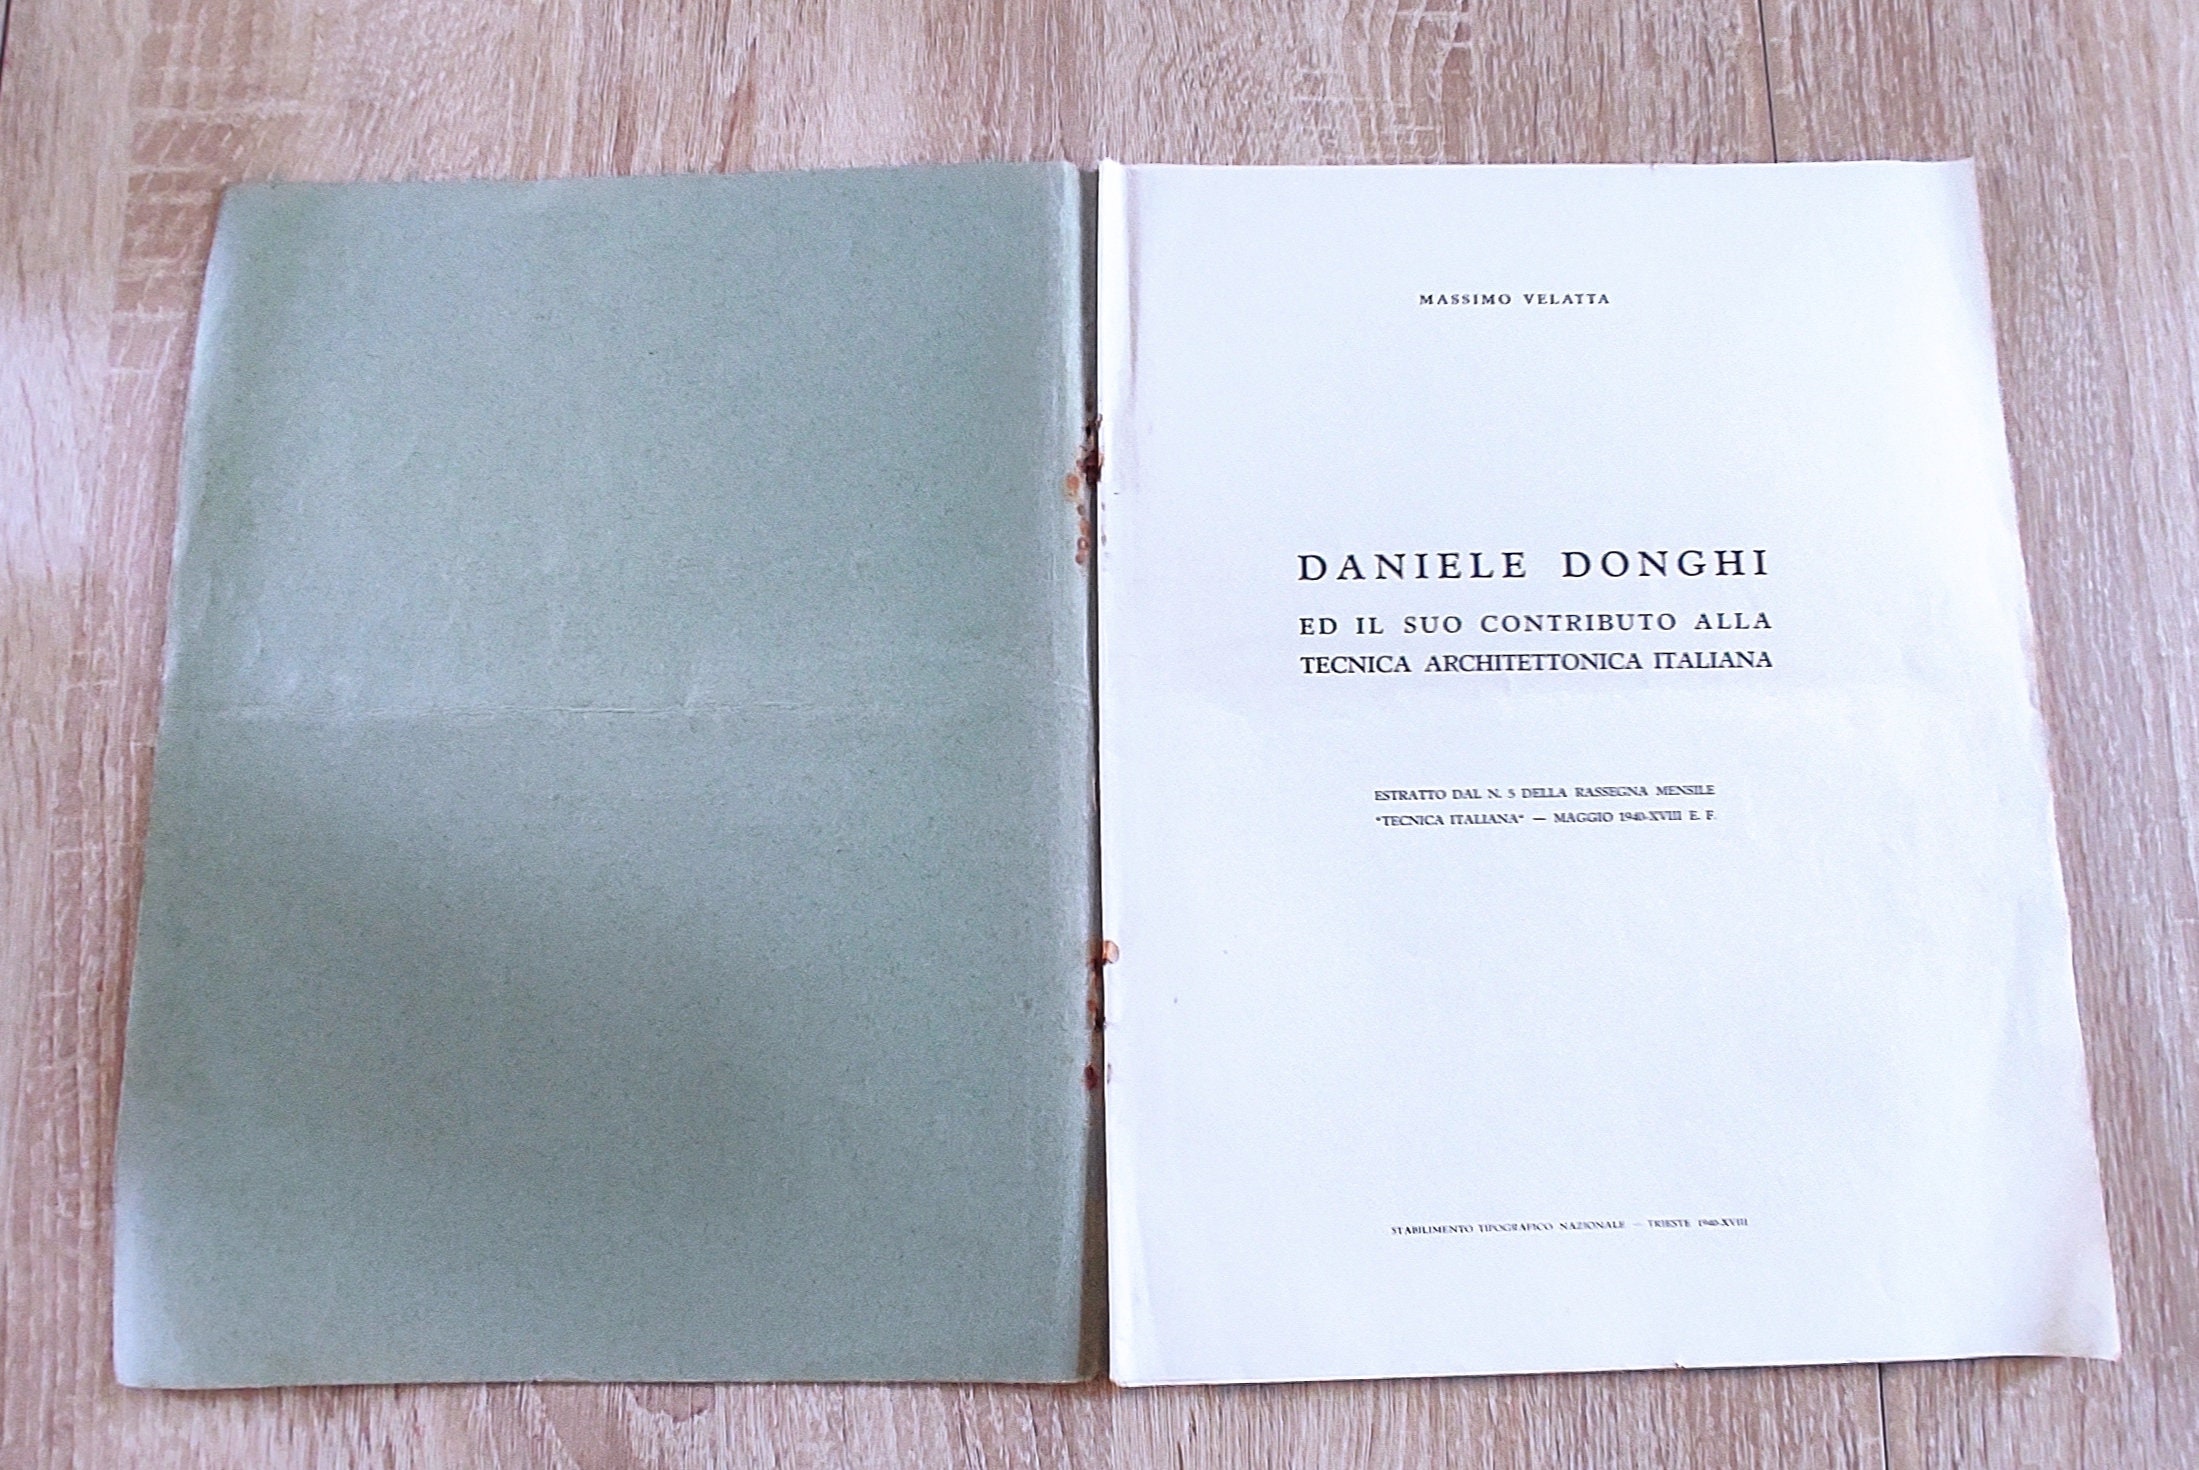 MASSIMO VELATTA
DANIELE DONGHI
ED IL SUO CONTRIBUTO ALLA
TECNICA ARCHITETTONICA ITALIANA
ESTRATTO DAL N. 5 DELLA RASSEGNA MENSILE
"TECNICA ITALIANA" — MAGGIO 1940-XVIII E. F.
STABILIMENTO TIPOGRAFICO NAZIONALE — TRIESTE 1940-XVIII